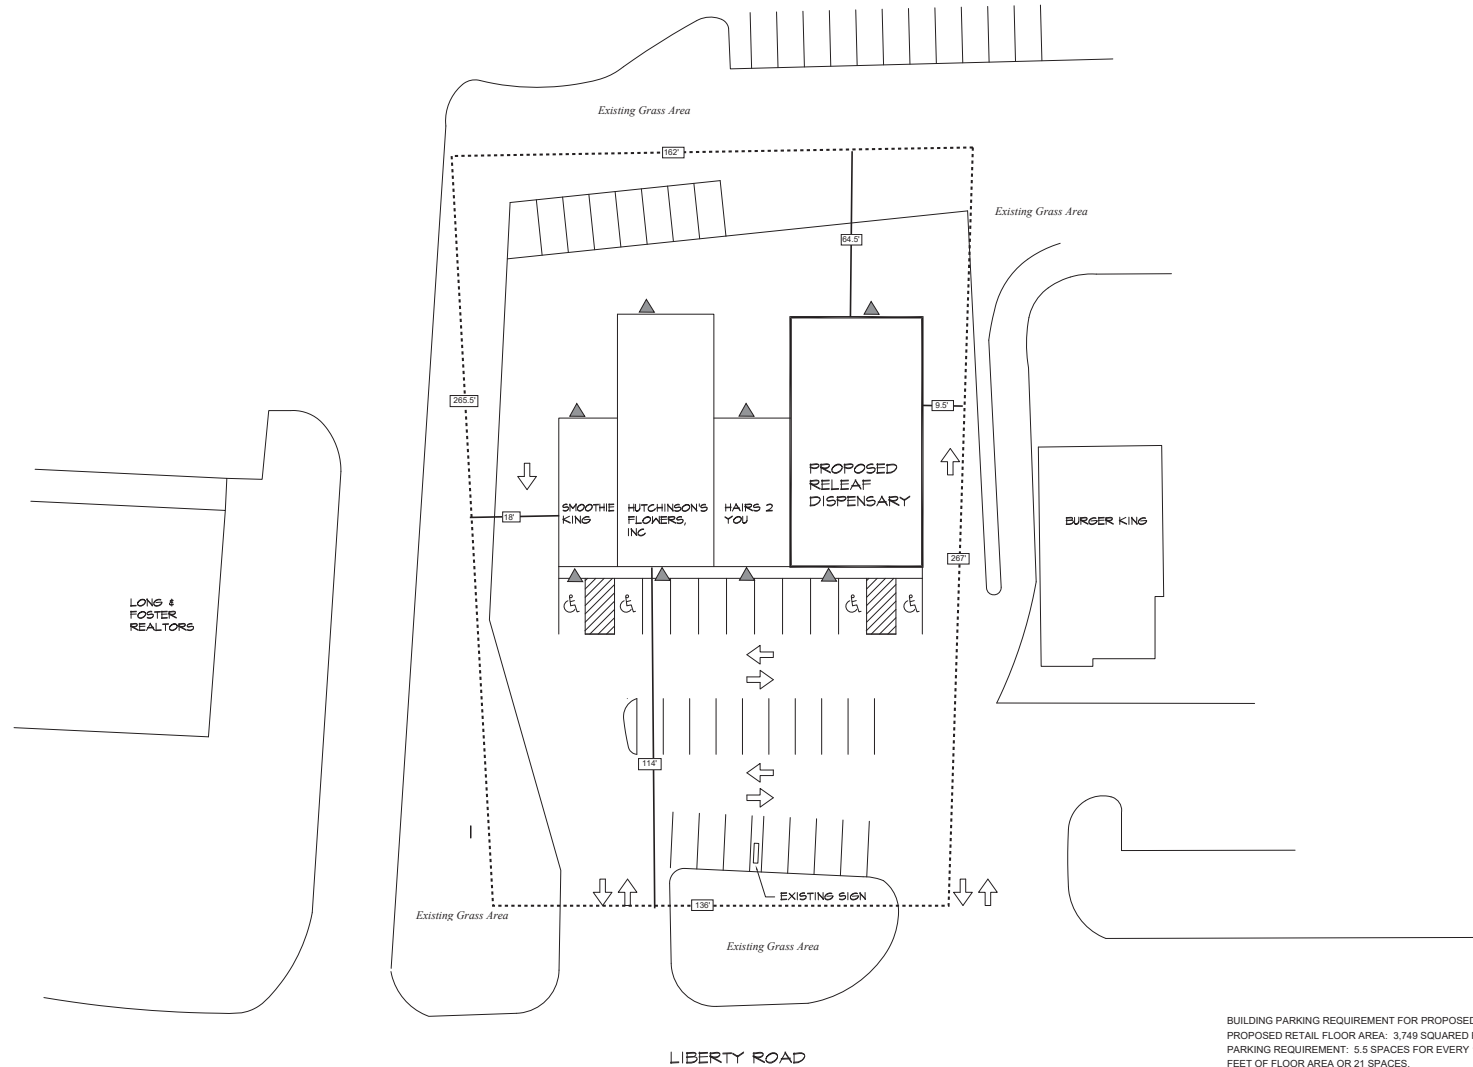 Existing Grass Area
162'
Existing Grass Area
64.5'
265.5'
9.5'
PROPOSED
RELEAF
DISPENSARY
SMOOTHIE
KING
HUTCHINSON'S
FLOWERS,
INC
HAIRS 2
YOU
18'
BURGER KING
267'
LONG &
FOSTER
REALTORS
114'
EXISTING SIGN
136'
Existing Grass Area
Existing Grass Area
LIBERTY ROAD
BUILDING PARKING REQUIREMENT FOR PROPOSED
PROPOSED RETAIL FLOOR AREA: 3,749 SQUARED
PARKING REQUIREMENT: 5.5 SPACES FOR EVERY
FEET OF FLOOR AREA OR 21 SPACES.